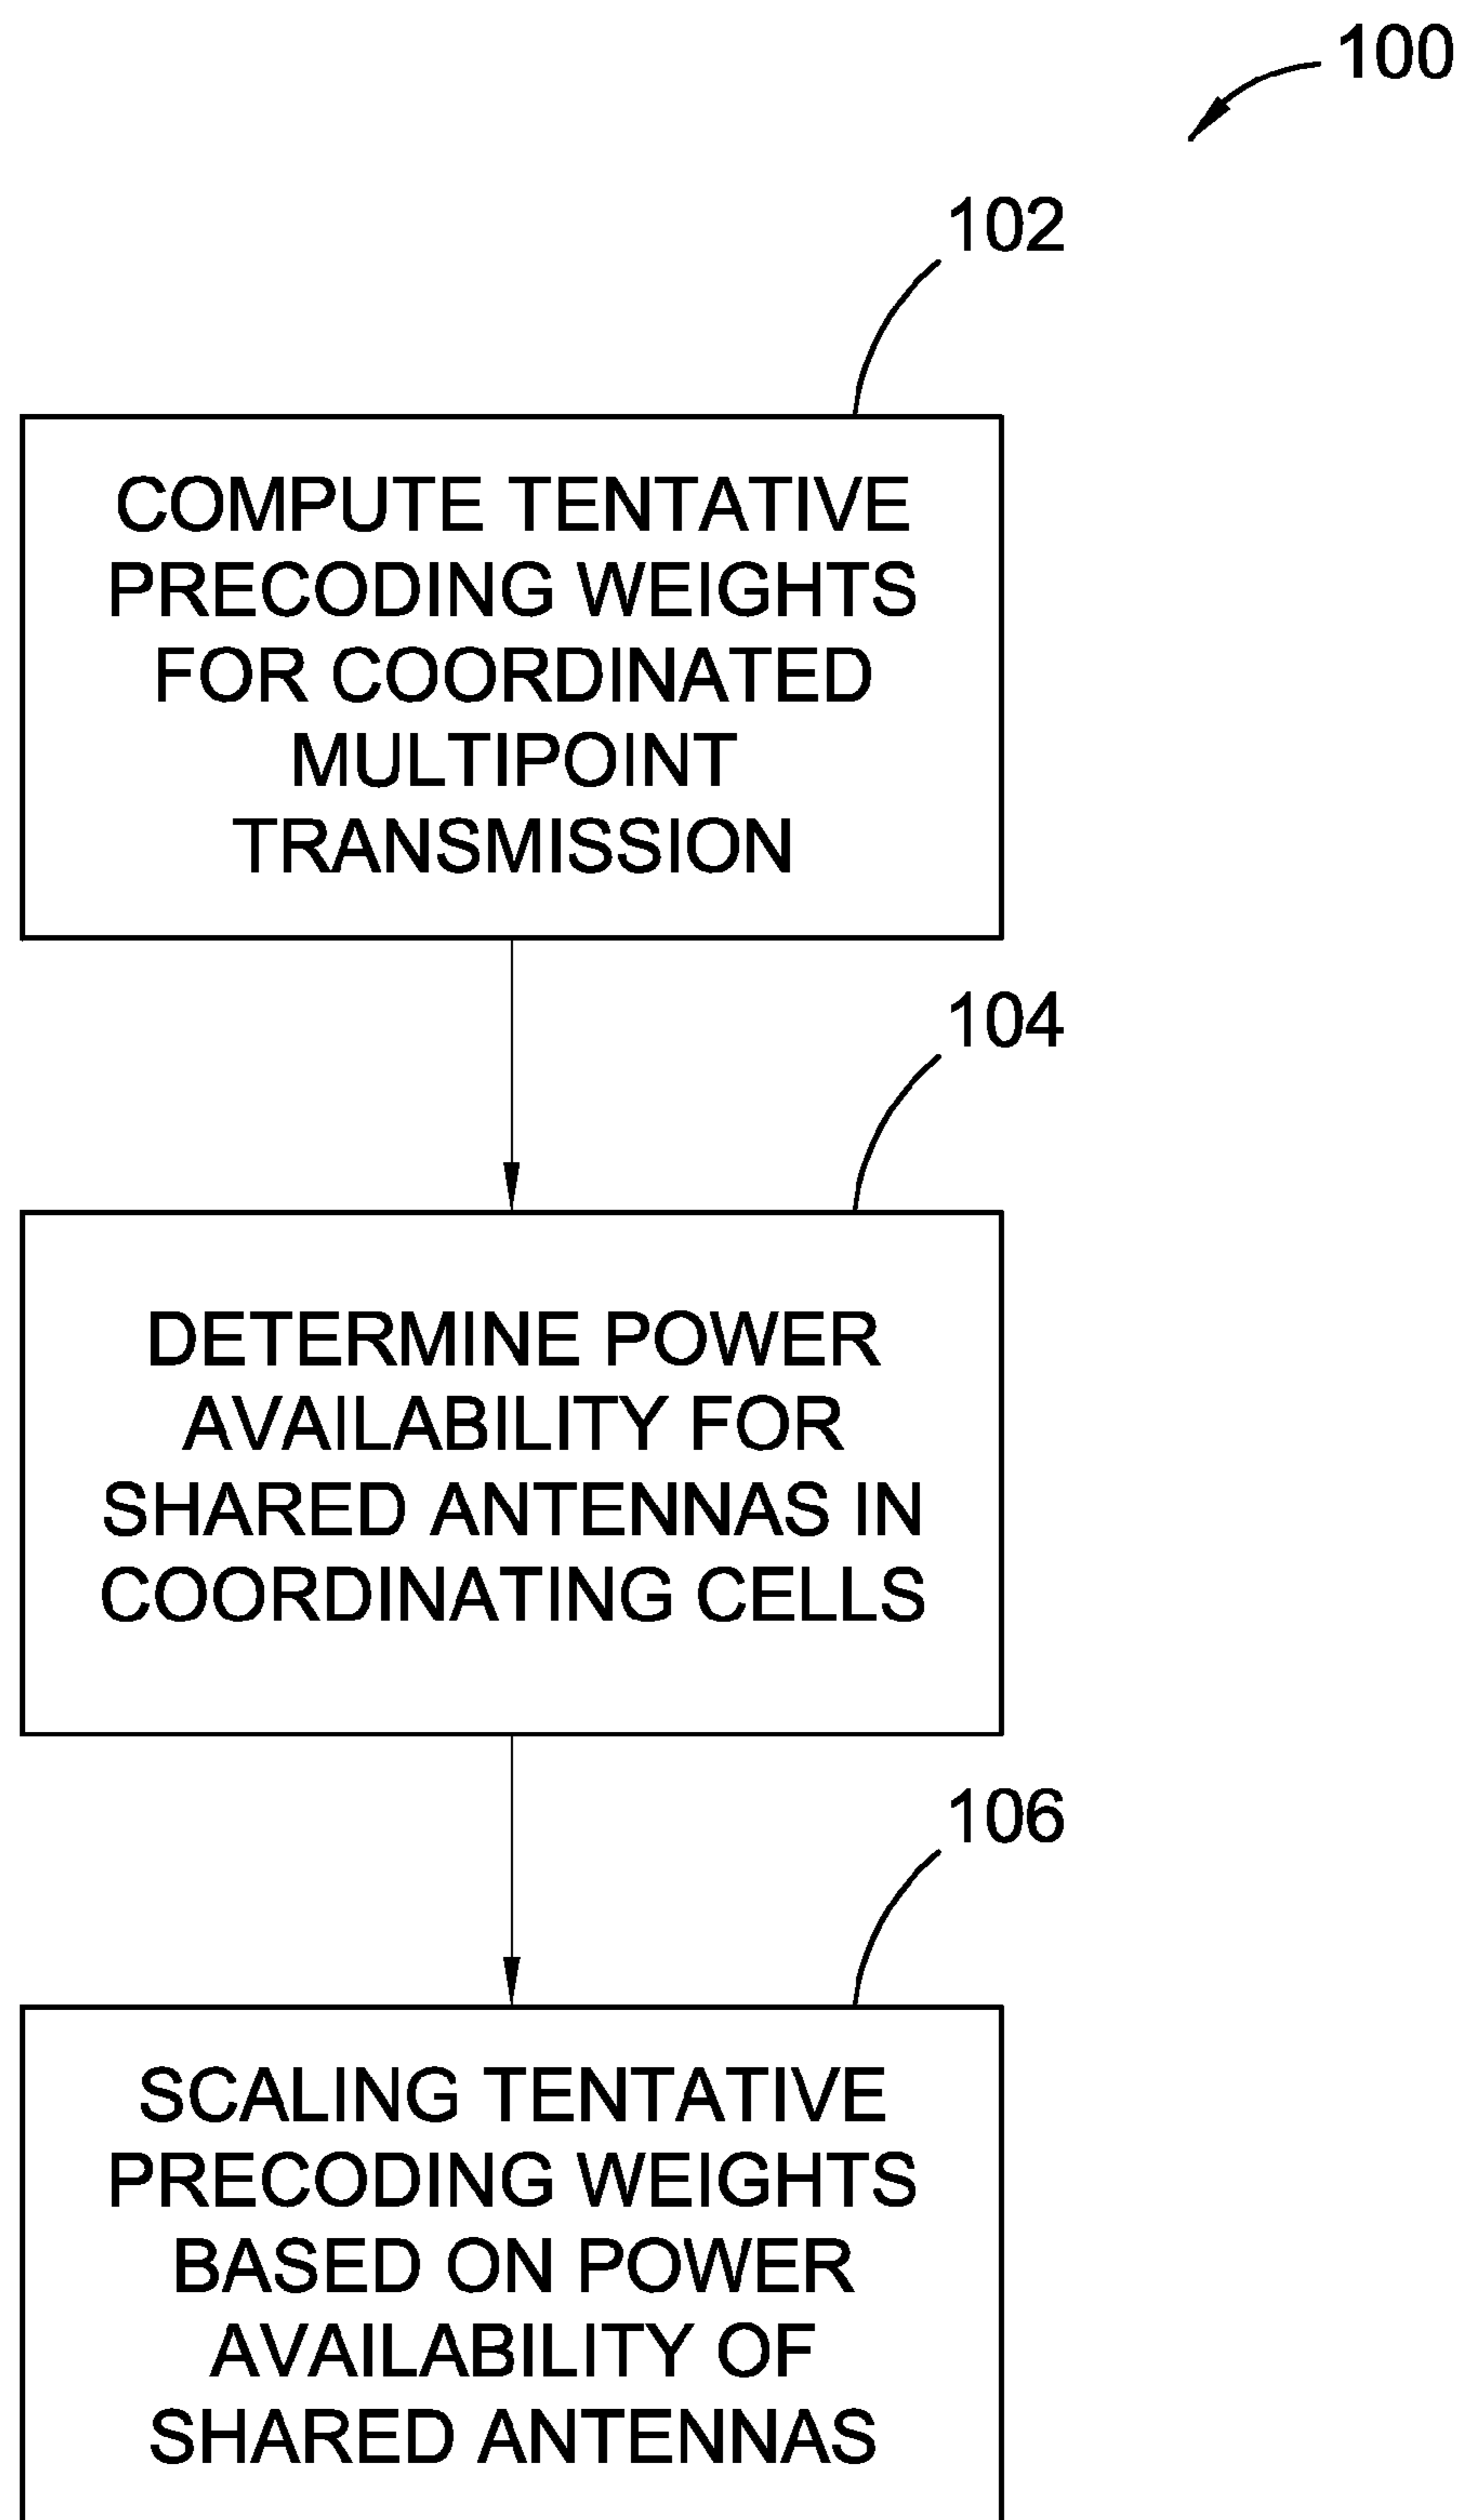 100
102
COMPUTE TENTATIVE
PRECODING WEIGHTS
FOR COORDINATED
MULTIPOINT
TRANSMISSION
104
DETERMINE POWER
AVAILABILITY FOR
SHARED ANTENNAS IN
COORDINATING CELLS
106
SCALING TENTATIVE
PRECODING WEIGHTS
BASED ON POWER
AVAILABILITY OF
SHARED ANTENNAS